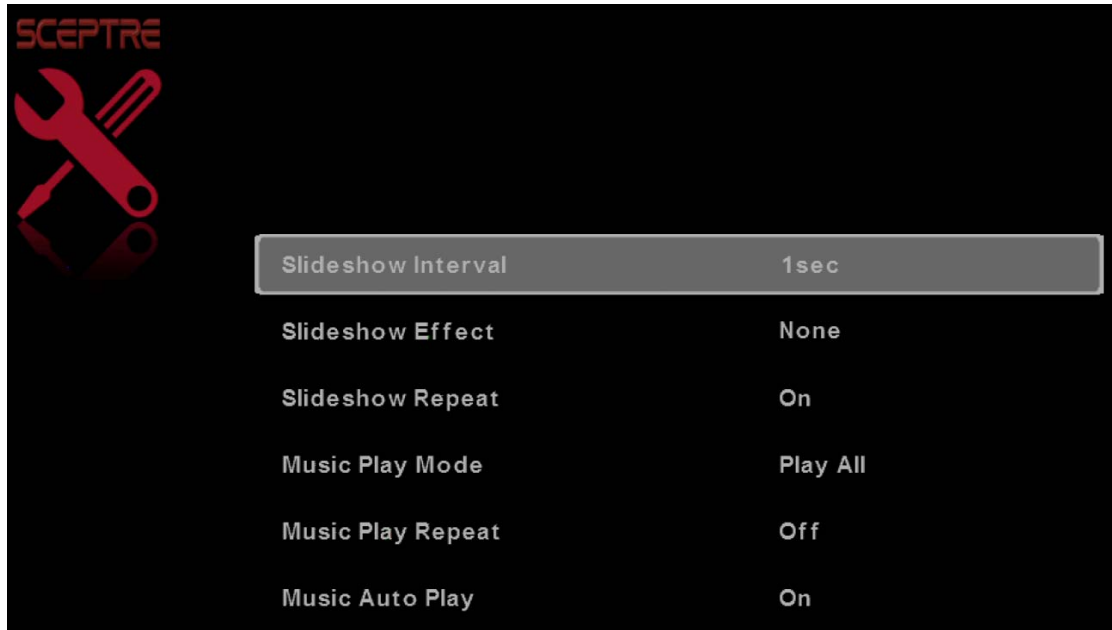 SCEPTRE
Slideshow Interval 1sec
Slideshow Effect None
Slideshow Repeat On
Music Play Mode Play All
Music Play Repeat Off
Music Auto Play On